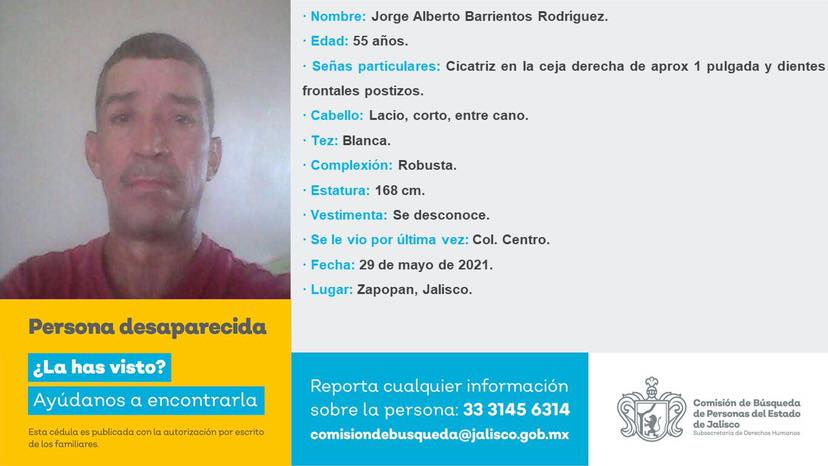 · Nombre: Jorge Alberto Barrientos Rodríguez.
· Edad: 55 años.
· Señas particulares: Cicatriz en la ceja derecha de aprox 1 pulgada y dientes
frontales postizos.
· Cabello: Lacio, corto, entre cano.
· Tez: Blanca.
· Complexión: Robusta.
· Estatura: 168 cm.
· Vestimenta: Se desconoce.
· Se le vio por última vez: Col. Centro.
· Fecha: 29 de mayo de 2021.
· Lugar: Zapopan, Jalisco.
Persona desaparecida
¿La has visto?
Ayúdanos a encontrarla
Esta cédula es publicada con la autorización por escrito
de los familiares.
Reporta cualquier información
sobre la persona: 33 3145 6314
comisiondebusqueda@jalisco.gob.mx
Comisión de Búsqueda
de Personas del Estado
de Jalisco
Subsecretaría de Derechos Humanos